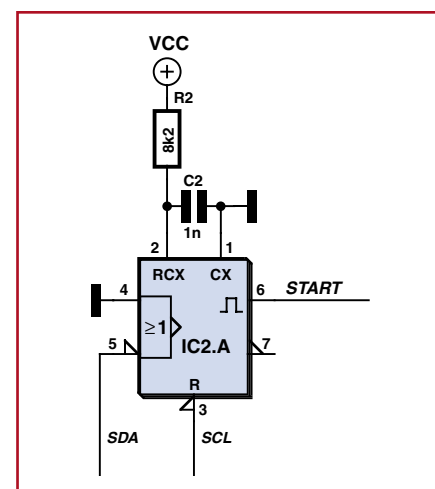 VCC
R2
8k2
C2
1n
2
1
RCX
CX
4
6
START
≥1
5
IC2.A
7
R
3
SDA
SCL